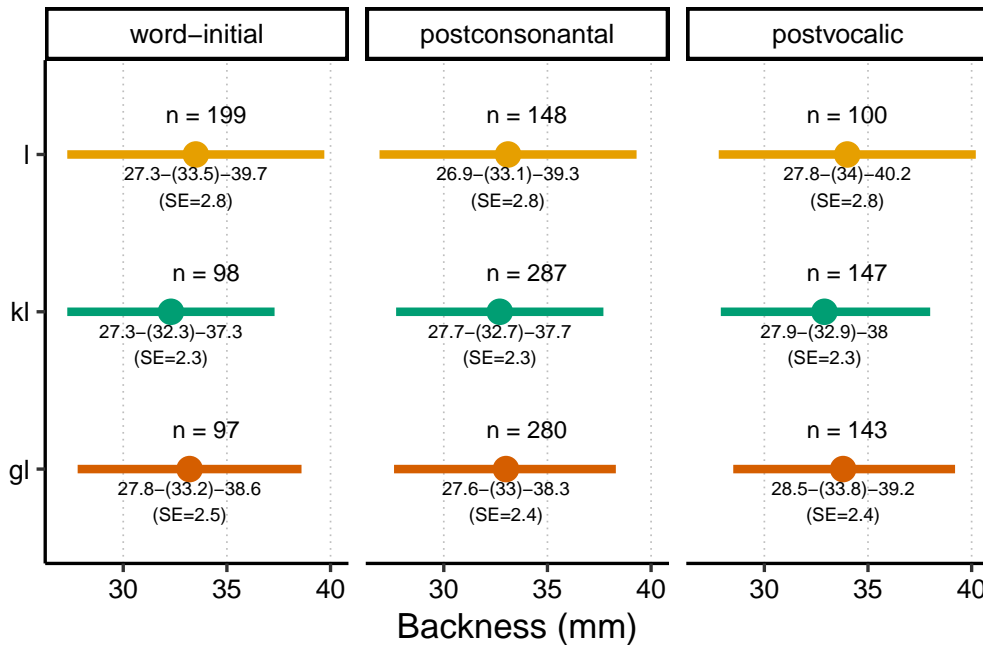 word−initial postconsonantal postvocalic
l
n = 199 n = 148 n = 100
27.3−(33.5)−39.7 26.9−(33.1)−39.3 27.8−(34)−40.2
(SE=2.8) (SE=2.8) (SE=2.8)
kl
n = 98 n = 287 n = 147
27.3−(32.3)−37.3 27.7−(32.7)−37.7 27.9−(32.9)−38
(SE=2.3) (SE=2.3) (SE=2.3)
gl
n = 97 n = 280 n = 143
27.8−(33.2)−38.6 27.6−(33)−38.3 28.5−(33.8)−39.2
(SE=2.5) (SE=2.4) (SE=2.4)
30 35 40 30 35 40 30 35 40
Backness (mm)